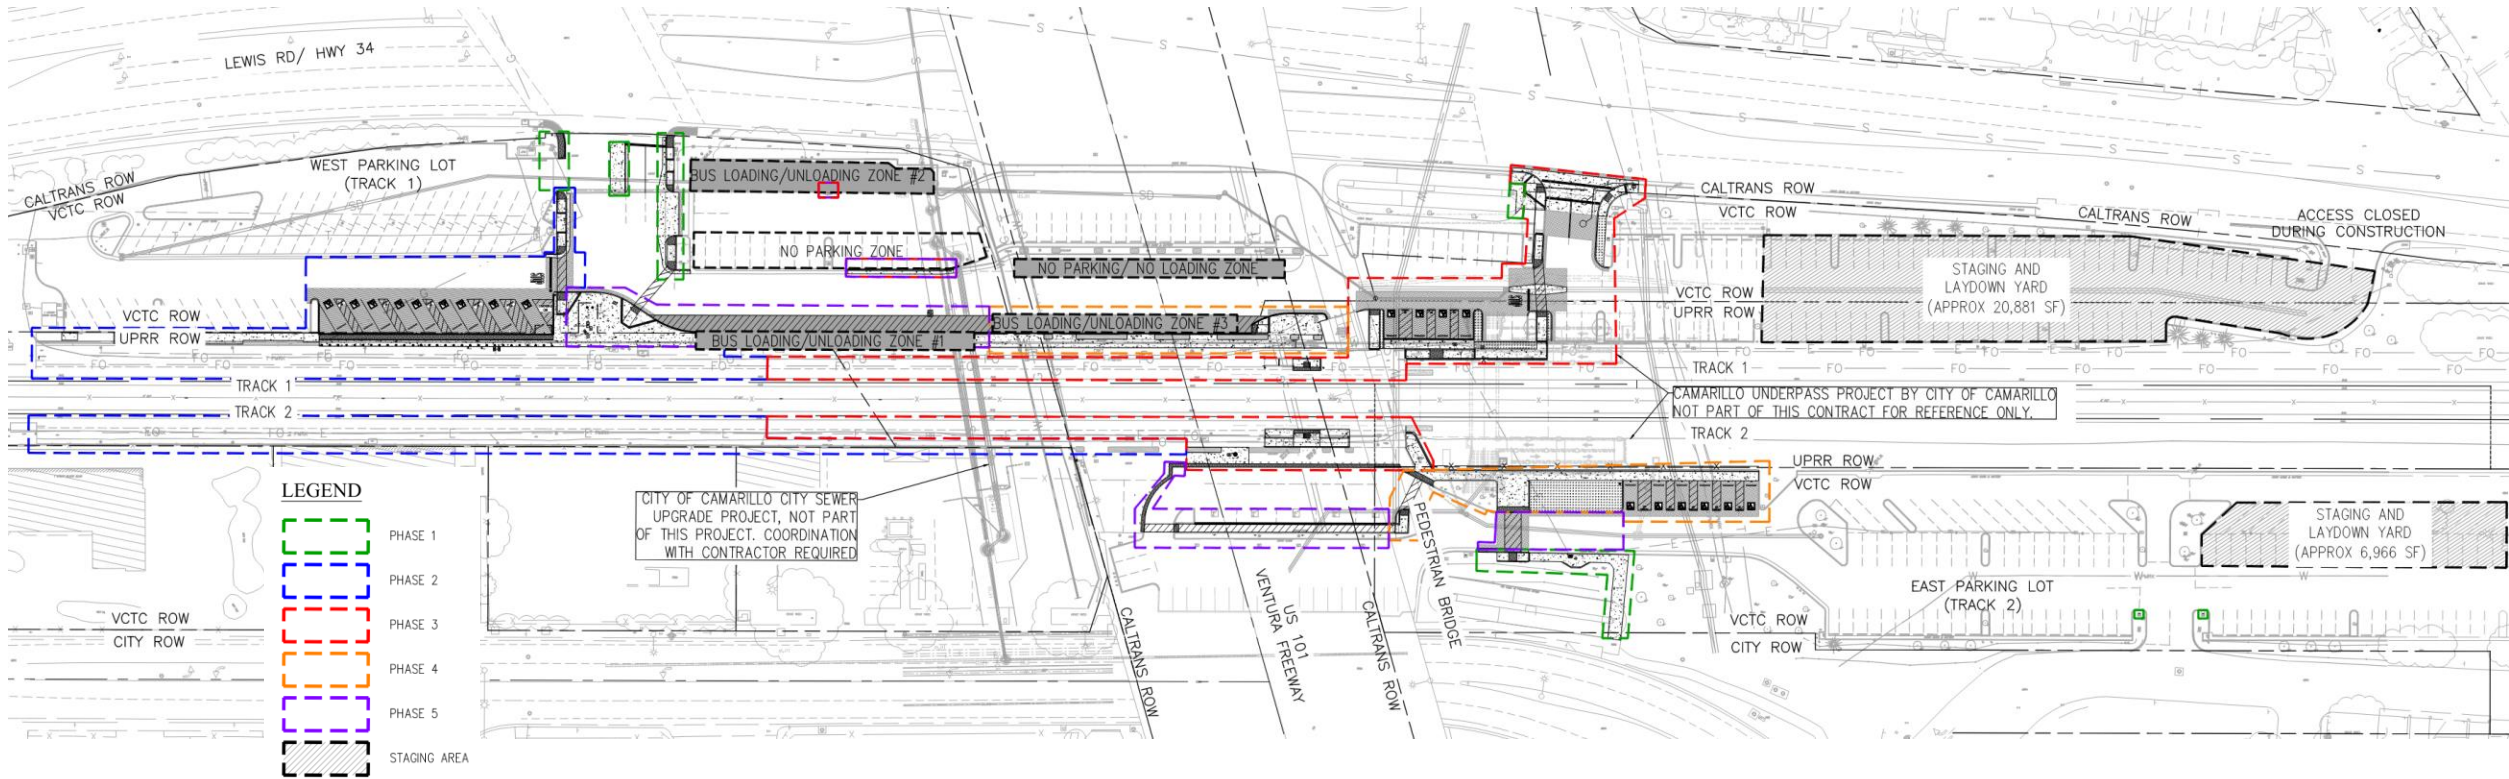 LEWIS RD/ HWY 34
WEST PARKING LOT
(TRACK 1)
CALTRANS ROW
VCTC ROW
BUS LOADING/UNLOADING ZONE #2
NO PARKING ZONE
NO PARKING/ NO LOADING ZONE
CALTRANS ROW
VCTC ROW
CALTRANS ROW
ACCESS CLOSED
DURING CONSTRUCTION
STAGING AND
LAYDOWN YARD
(APPROX 20,881 SF)
VCTC ROW
UPRR ROW
VCTC ROW
UPRR ROW
BUS LOADING/UNLOADING ZONE #3
BUS LOADING/UNLOADING ZONE #1
TRACK 1
TRACK 2
TRACK 1
CAMARILLO UNDERPASS PROJECT BY CITY OF CAMARILLO
NOT PART OF THIS CONTRACT FOR REFERENCE ONLY.
TRACK 2
UPRR ROW
VCTC ROW
CITY OF CAMARILLO CITY SEWER
UPGRADE PROJECT, NOT PART
OF THIS PROJECT. COORDINATION
WITH CONTRACTOR REQUIRED
PEDESTRIAN BRIDGE
CALTRANS ROW
US 101
VENTURA FREEWAY
CALTRANS ROW
STAGING AND
LAYDOWN YARD
(APPROX 6,966 SF)
EAST PARKING LOT
(TRACK 2)
VCTC ROW
CITY ROW
VCTC ROW
CITY ROW
LEGEND
PHASE 1
PHASE 2
PHASE 3
PHASE 4
PHASE 5
STAGING AREA